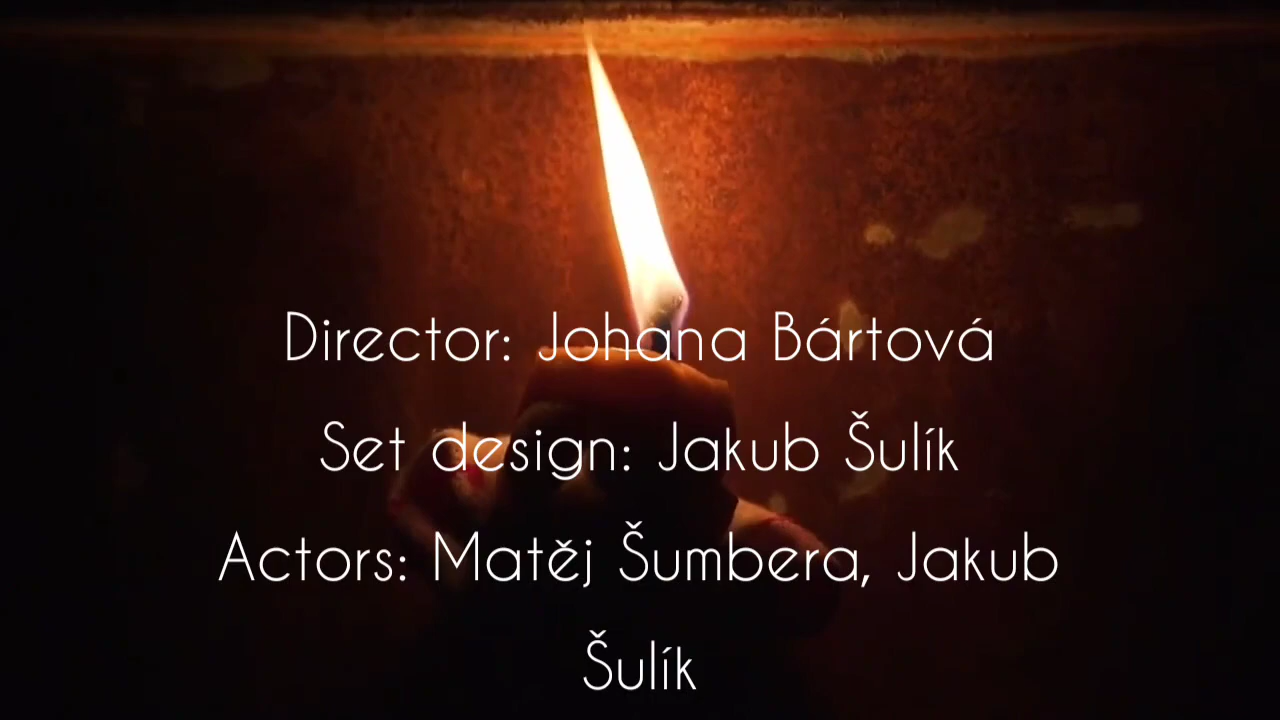 Director: Johana Bártová
Set design: Jakub Šulík
Actors: Matěj Šumbera, Jakub
Šulík